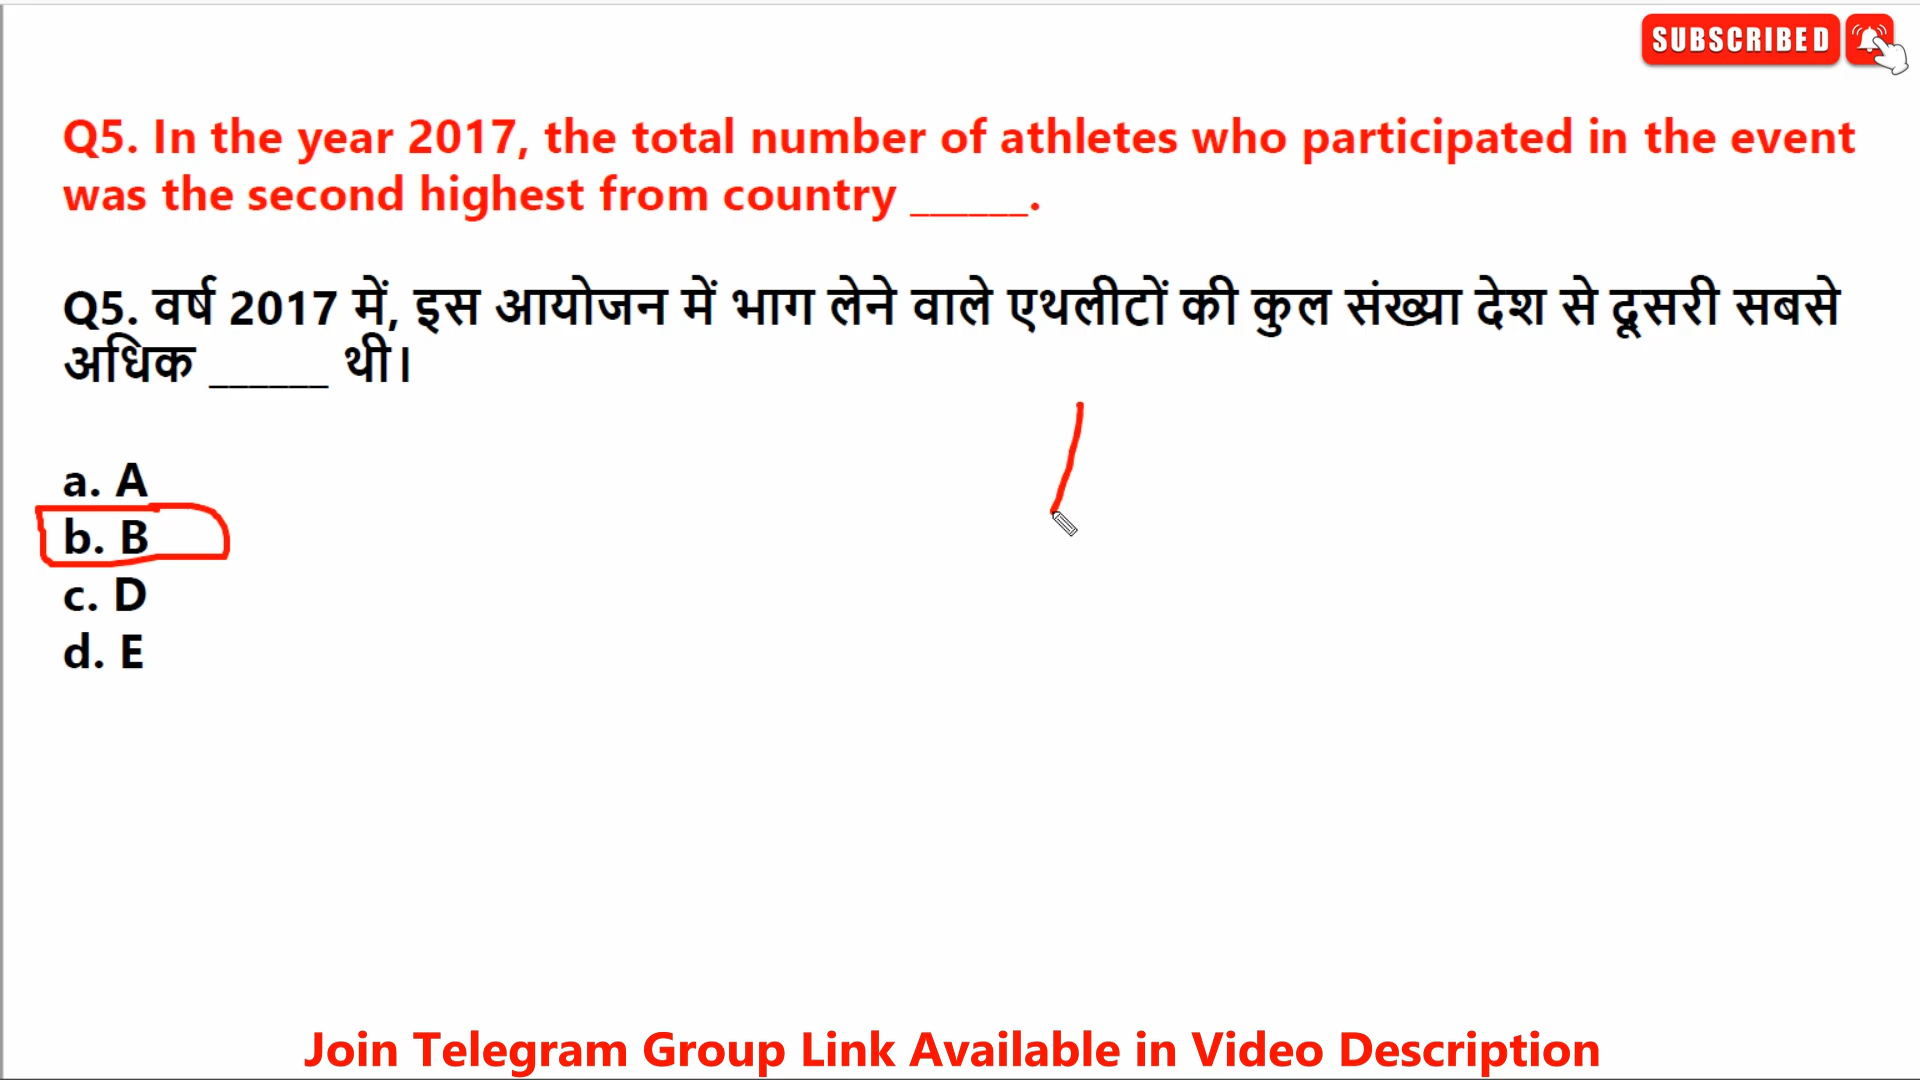 SUBSCRIBED
Q5. In the year 2017, the total number of athletes who participated in the event
was the second highest from country ______.
Q5. वर्ष 2017 में, इस आयोजन में भाग लेने वाले एथलीटों की कुल संख्या देश से दूसरी सबसे
अधिक ______ थी।
a. A
b. B
c. D
d. E
Join Telegram Group Link Available in Video Description